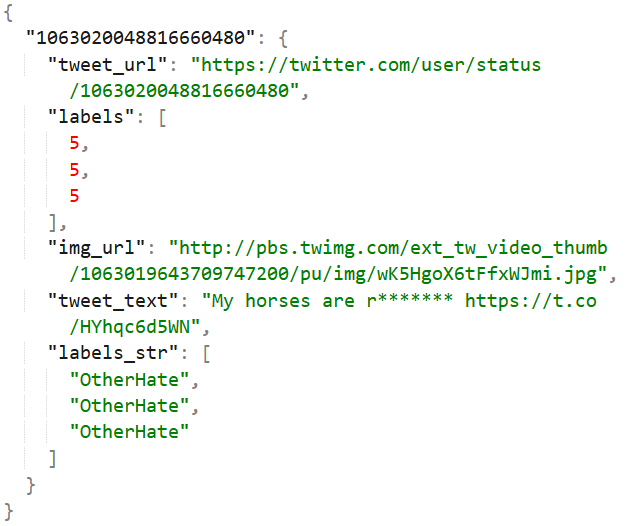 {
"1063020048816660480": {
"tweet_url": "https://twitter.com/user/status
/1063020048816660480",
"labels": [
5,
5,
5
],
"img_url": "http://pbs.twimg.com/ext_tw_video_thumb
/1063019643709747200/pu/img/wK5HgoX6tFfxWJmi.jpg",
"tweet_text": "My horses are r******* https://t.co
/HYhqc6d5WN",
"labels_str": [
"OtherHate",
"OtherHate",
"OtherHate"
]
}
}